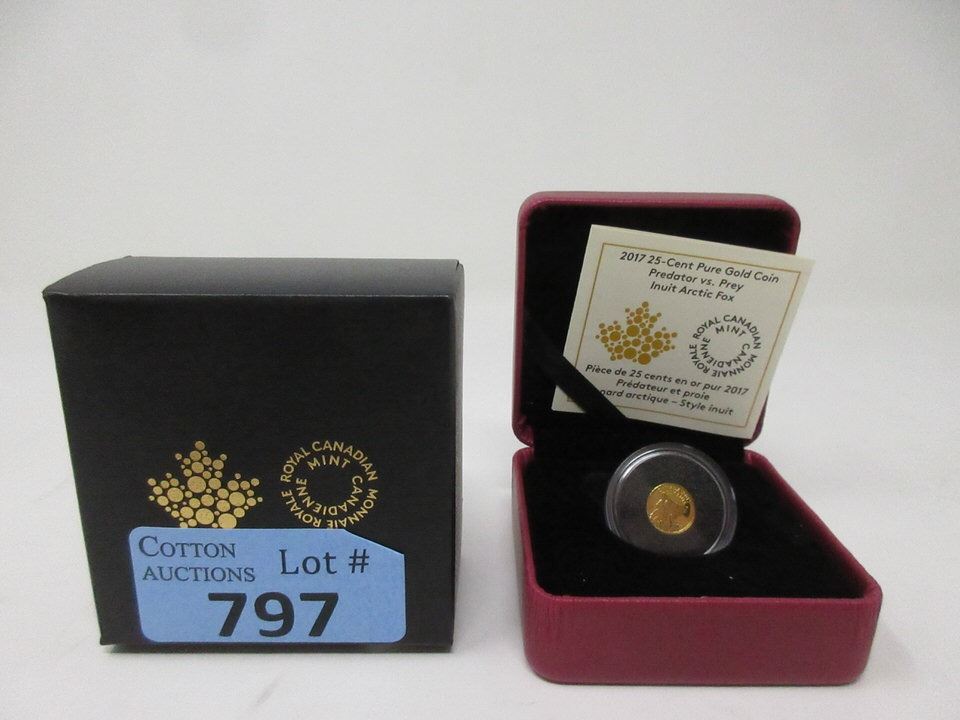 ROYAL CANADIAN MINT
MONNAIE ROYALE CANADIENNE
COTTON
AUCTIONS
Lot #
797
2017 25-Cent Pure Gold Coin
Predator vs. Prey
Inuit Arctic Fox
ROYAL CANADIAN MINT
MONNAIE ROYALE CANADIENNE
Pièce de 25 cents en or pur 2017
Prédateur et proie
arctique – Style inuit